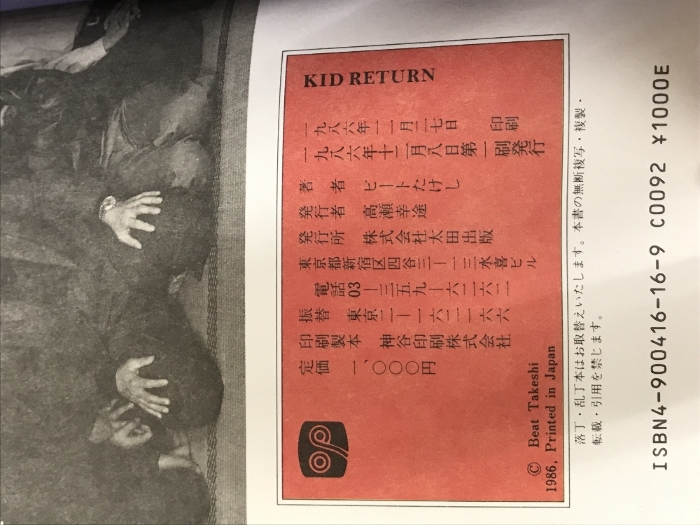 KID RETURN
一九八六年一一月二七日　印刷
一九八六年十二月八日第一刷発行
著者　ビートたけし
発行者　高瀬幸途
発行所　株式会社太田出版
東京都新宿区四谷三―一三水喜ビル
電話03―三五九―六二六二
振替　東京二―一六二一六六
印刷製本　神谷印刷株式会社
定価　一、〇〇〇円
© Beat Takeshi
1986, Printed in Japan
落丁・乱丁本はお取替えいたします。本書の無断複写・複製・
転載・引用を禁じます。
ISBN4-900416-16-9 C0092 ¥1000E